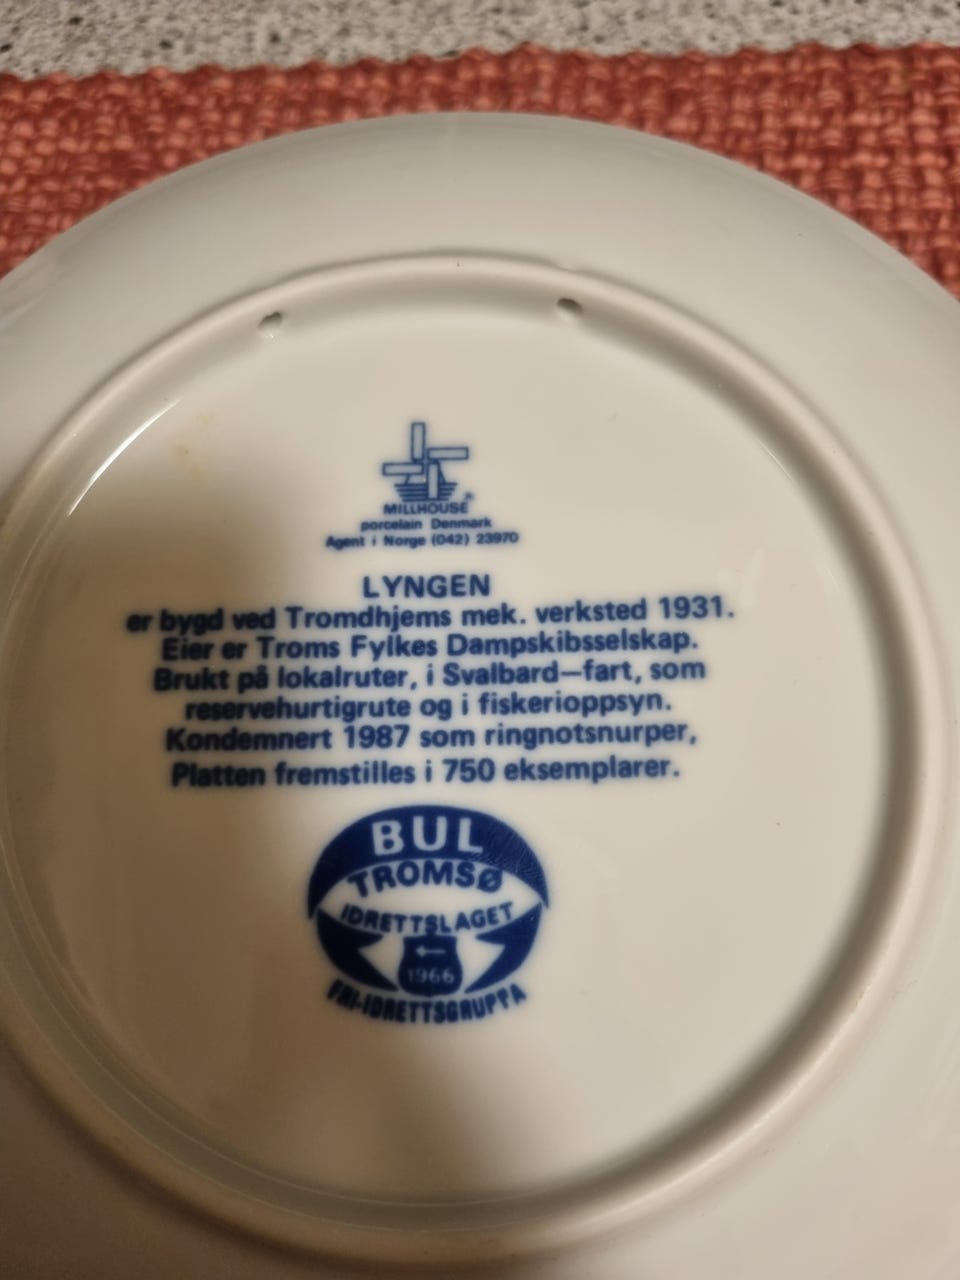 MILLHOUSE®
porcelain Denmark
Agent i Norge (042) 23970
LYNGEN
er bygd ved Tromdhjems mek. verksted 1931.
Eier er Troms Fylkes Dampskibsselskap.
Brukt på lokalruter, i Svalbard—fart, som
reservehurtigrute og i fiskerioppsyn.
Kondemnert 1987 som ringnotsnurper,
Platten fremstilles i 750 eksemplarer.
BUL
TROMSØ
IDRETTSLAGET
1966
FRI-IDRETTSGRUPPA